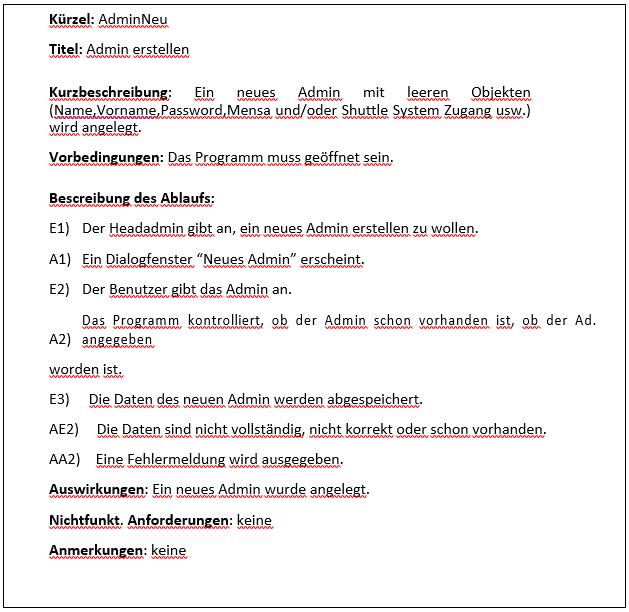 Kürzel: AdminNeu
Titel: Admin erstellen
Kurzbeschreibung: Ein neues Admin mit leeren Objekten
(Name,Vorname,Password,Mensa und/oder Shuttle System Zugang usw.)
wird angelegt.
Vorbedingungen: Das Programm muss geöffnet sein.
Bescreibung des Ablaufs:
E1) Der Headadmin gibt an, ein neues Admin erstellen zu wollen.
A1) Ein Dialogfenster “Neues Admin” erscheint.
E2) Der Benutzer gibt das Admin an.
Das Programm kontrolliert, ob der Admin schon vorhanden ist, ob der Ad.
A2) angegeben
worden ist.
E3) Die Daten des neuen Admin werden abgespeichert.
AE2) Die Daten sind nicht vollständig, nicht korrekt oder schon vorhanden.
AA2) Eine Fehlermeldung wird ausgegeben.
Auswirkungen: Ein neues Admin wurde angelegt.
Nichtfunkt. Anforderungen: keine
Anmerkungen: keine